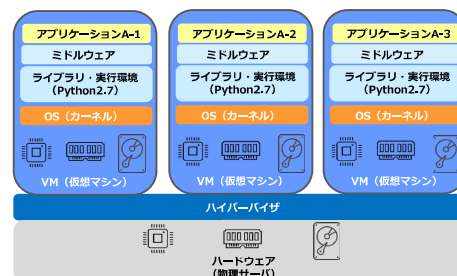 アプリケーションA-1
ミドルウェア
ライブラリ・実行環境
（Python2.7）
OS（カーネル）
VM（仮想マシン）
アプリケーションA-2
ミドルウェア
ライブラリ・実行環境
（Python2.7）
OS（カーネル）
VM（仮想マシン）
アプリケーションA-3
ミドルウェア
ライブラリ・実行環境
（Python2.7）
OS（カーネル）
VM（仮想マシン）
ハイパーバイザ
ハードウェア
（物理サーバ）